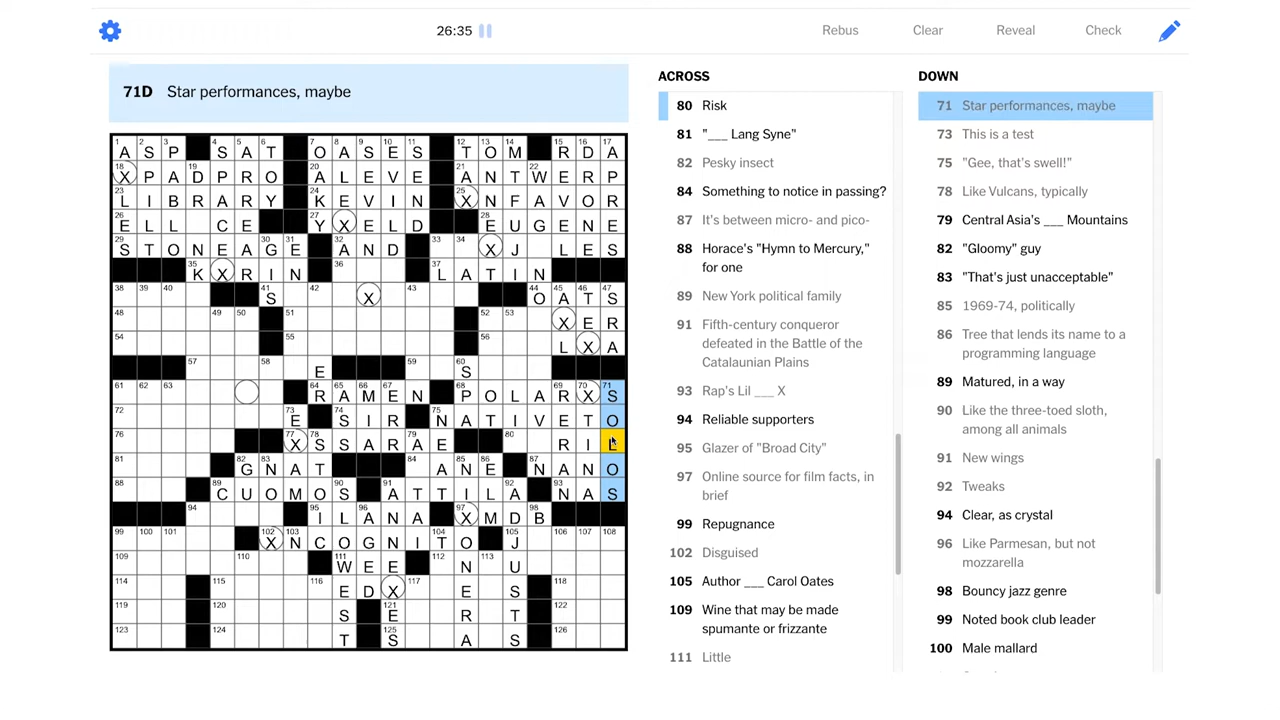 26:35
Rebus
Clear
Reveal
Check
71D Star performances, maybe
ACROSS
80 Risk
81 "___ Lang Syne"
82 Pesky insect
84 Something to notice in passing?
87 It's between micro- and pico-
88 Horace's "Hymn to Mercury,"
for one
89 New York political family
91 Fifth-century conqueror
defeated in the Battle of the
Catalaunian Plains
93 Rap's Lil ___ X
94 Reliable supporters
95 Glazer of "Broad City"
97 Online source for film facts, in
brief
99 Repugnance
102 Disguised
105 Author ___ Carol Oates
109 Wine that may be made
spumante or frizzante
111 Little
DOWN
71 Star performances, maybe
73 This is a test
75 "Gee, that's swell!"
78 Like Vulcans, typically
79 Central Asia's ___ Mountains
82 "Gloomy" guy
83 "That's just unacceptable"
85 1969-74, politically
86 Tree that lends its name to a
programming language
89 Matured, in a way
90 Like the three-toed sloth,
among all animals
91 New wings
92 Tweaks
94 Clear, as crystal
96 Like Parmesan, but not
mozzarella
98 Bouncy jazz genre
99 Noted book club leader
100 Male mallard
A S P S A T O A S E S T O M R D A
X P A D P R O A L E V E A N T W E R P
L I B R A R Y K E V I N X N F A V O R
E L L C E Y X E L D E U G E N E
S T O N E A G E A N D X J L E S
K X R I N L A T I N
S X O A T S
X E R
L X A
E S
R A M E N P O L A R X S
E S I R N A T I V E T O
X S S A R A E R I L
G N A T N E N A N O
C U O M O S A T T I L A N A S
I L A N A X M D B
X N C O G N I T O J
W E E N U
E D X E S
S E R T
T S A S